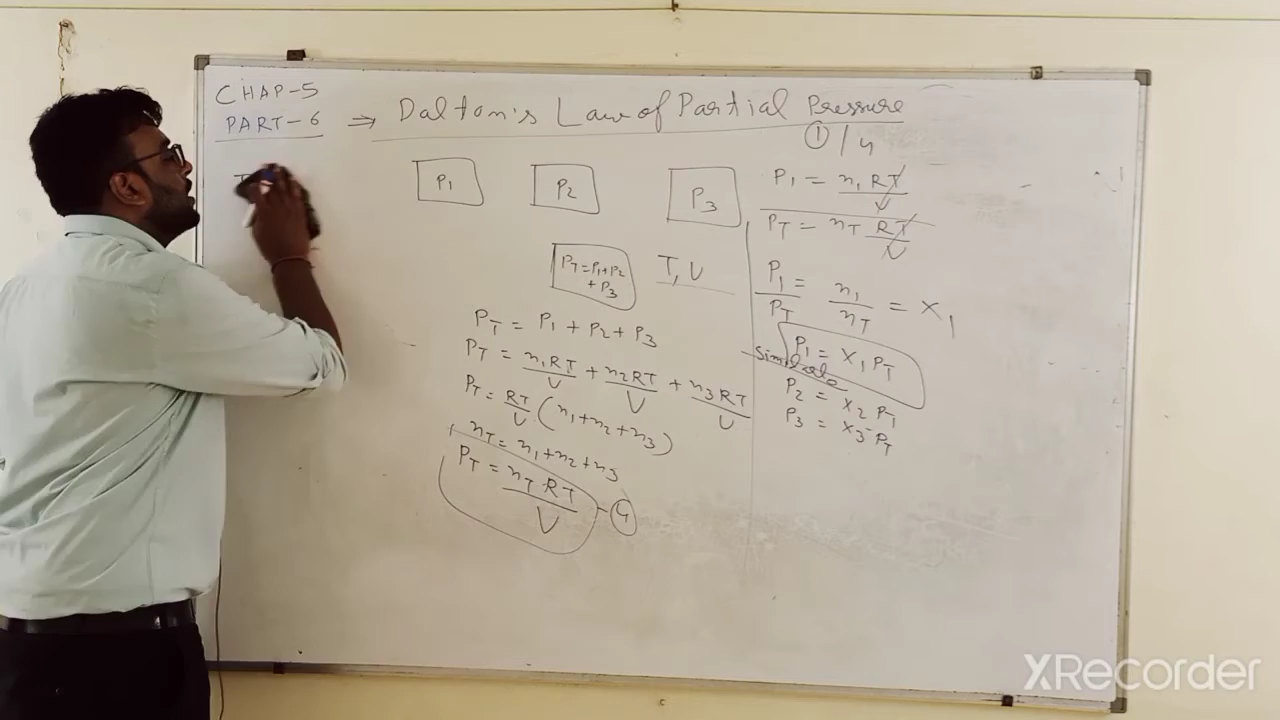 CHAP-5
PART-6 ⇒ Dalton's Law of Partial Pressure
P1 P2 P3
PT = P1 + P2
+ P3
T, V
PT = P1 + P2 + P3
PT = n1RT/V + n2RT/V + n3RT/V
PT = RT/V (n1 + n2 + n3)
nT = n1 + n2 + n3
PT = nT RT/V - 4
1/4
P1 = n1 RT
PT = nT RT/V
P1/PT = n1/nT = X1
P1 = X1 PT
P2 = X2 PT
P3 = X3 PT
XRecorder